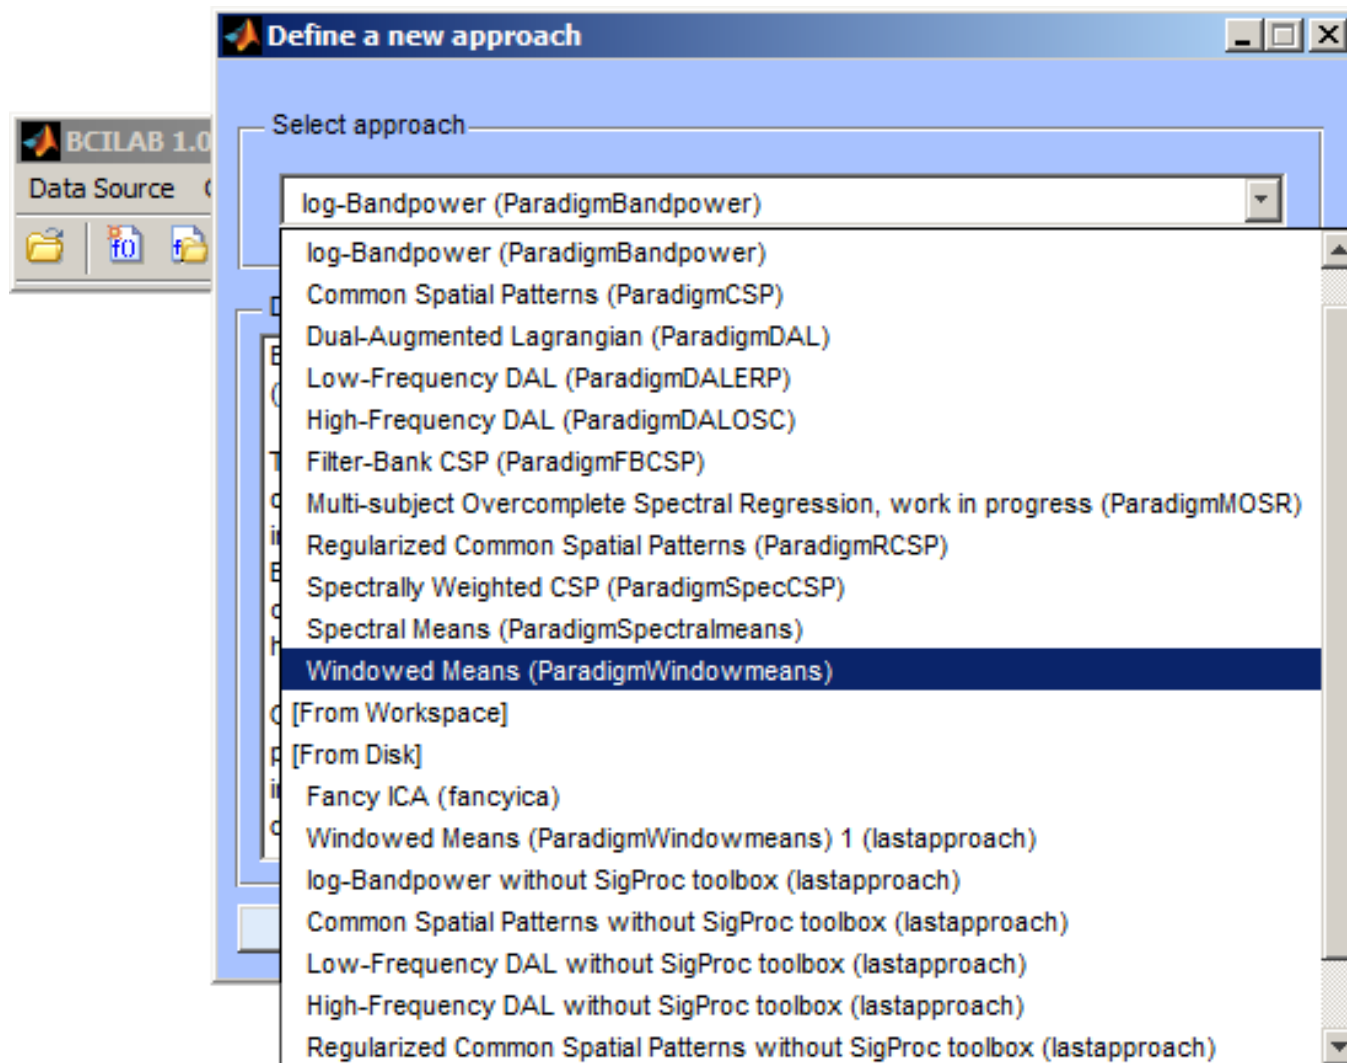 Define a new approach
Select approach
BCILAB 1.0
Data Source
log-Bandpower (ParadigmBandpower)
log-Bandpower (ParadigmBandpower)
Common Spatial Patterns (ParadigmCSP)
Dual-Augmented Lagrangian (ParadigmDAL)
Low-Frequency DAL (ParadigmDALERP)
High-Frequency DAL (ParadigmDALOSC)
Filter-Bank CSP (ParadigmFBCSP)
Multi-subject Overcomplete Spectral Regression, work in progress (ParadigmMOSR)
Regularized Common Spatial Patterns (ParadigmRCSP)
Spectrally Weighted CSP (ParadigmSpecCSP)
Spectral Means (ParadigmSpectralmeans)
Windowed Means (ParadigmWindowmeans)
[From Workspace]
[From Disk]
Fancy ICA (fancyica)
Windowed Means (ParadigmWindowmeans) 1 (lastapproach)
log-Bandpower without SigProc toolbox (lastapproach)
Common Spatial Patterns without SigProc toolbox (lastapproach)
Low-Frequency DAL without SigProc toolbox (lastapproach)
High-Frequency DAL without SigProc toolbox (lastapproach)
Regularized Common Spatial Patterns without SigProc toolbox (lastapproach)